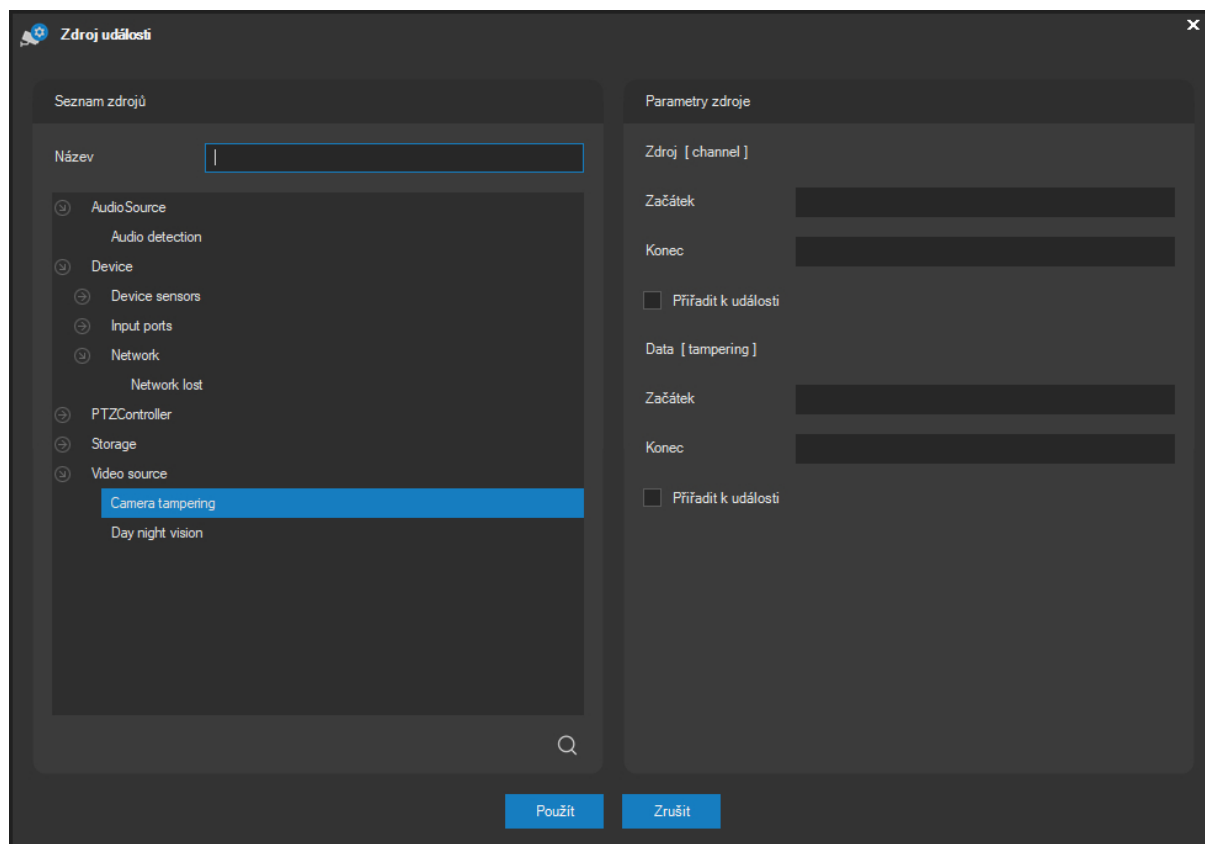 Zdroj události
Seznam zdrojů
Název
AudioSource
Audio detection
Device
Device sensors
Input ports
Network
Network lost
PTZController
Storage
Video source
Camera tampering
Day night vision
Parametry zdroje
Zdroj [ channel ]
Začátek
Konec
Přiřadit k události
Data [ tampering ]
Začátek
Konec
Přiřadit k události
Použít
Zrušit